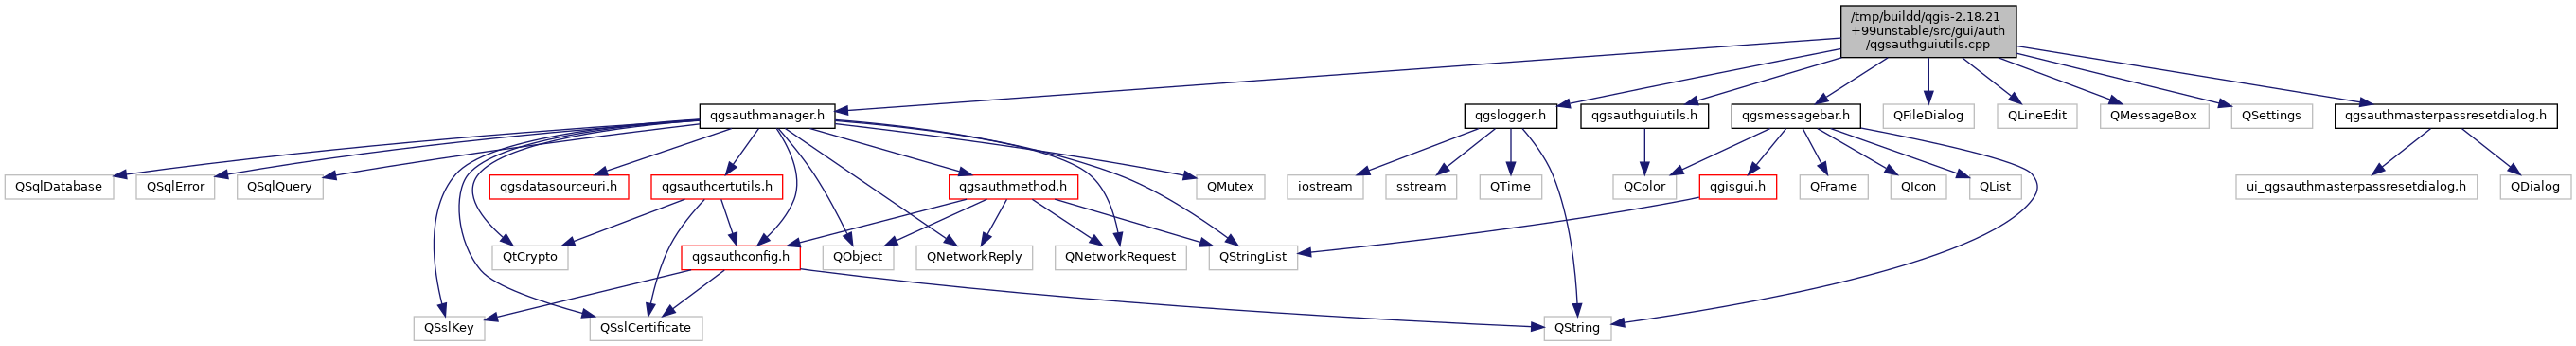 /tmp/buildd/qgis-2.18.21
+99unstable/src/gui/auth
/qgsauthguiutils.cpp
qgsauthmanager.h
qgslogger.h
qgsauthguiutils.h
qgsmessagebar.h
QFileDialog
QLineEdit
QMessageBox
QSettings
qgsauthmasterpassresetdialog.h
QSqlDatabase
QSqlError
QSqlQuery
qgsdatasourceuri.h
qgsauthcertutils.h
qgsauthmethod.h
QMutex
iostream
sstream
QTime
QColor
qgisgui.h
QFrame
QIcon
QList
ui_qgsauthmasterpassresetdialog.h
QDialog
QtCrypto
qgsauthconfig.h
QObject
QNetworkReply
QNetworkRequest
QStringList
QSslKey
QSslCertificate
QString